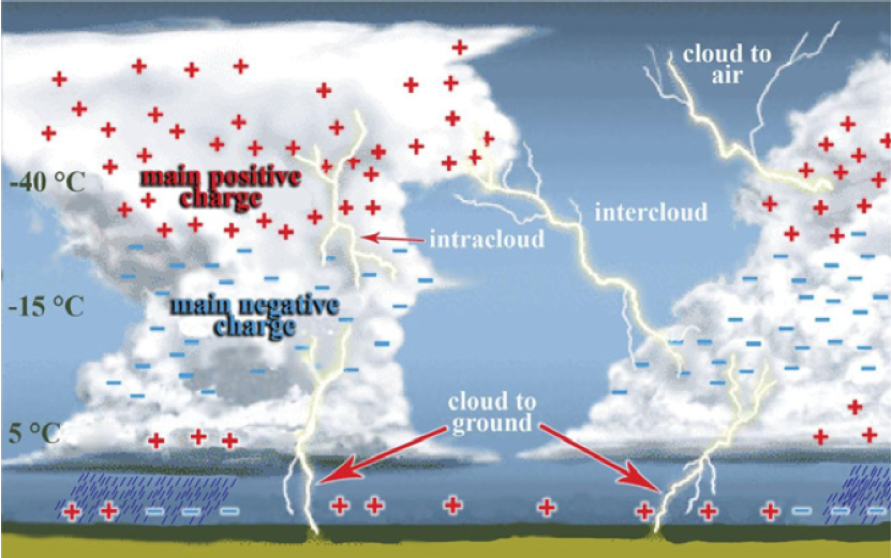 cloud to
air
-40 °C
main positive
charge
intercloud
intracloud
-15 °C
main negative
charge
cloud to
ground
5 °C